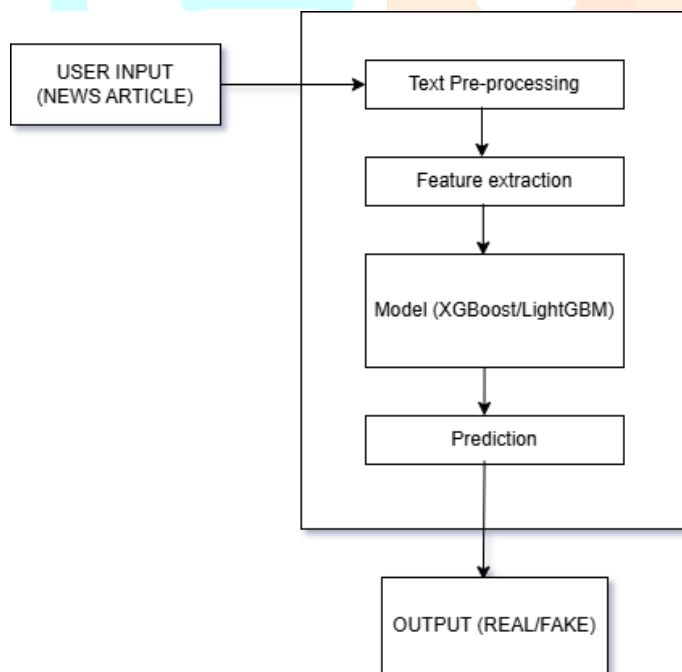 USER INPUT
(NEWS ARTICLE)
Text Pre-processing
Feature extraction
Model (XGBoost/LightGBM)
Prediction
OUTPUT (REAL/FAKE)